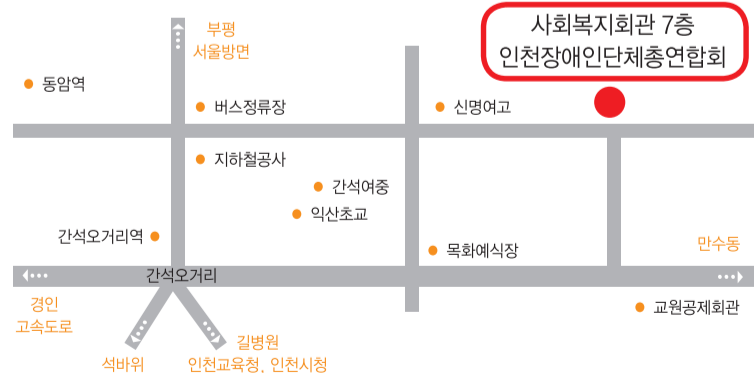 사회복지회관 7층
인천장애인단체총연합회
부평
서울방면
동암역
버스정류장
신명여고
지하철공사
간석여중
익산초교
간석오거리역
목화예식장
만수동
간석오거리
경인
고속도로
교원공제회관
석바위
길병원
인천교육청, 인천시청